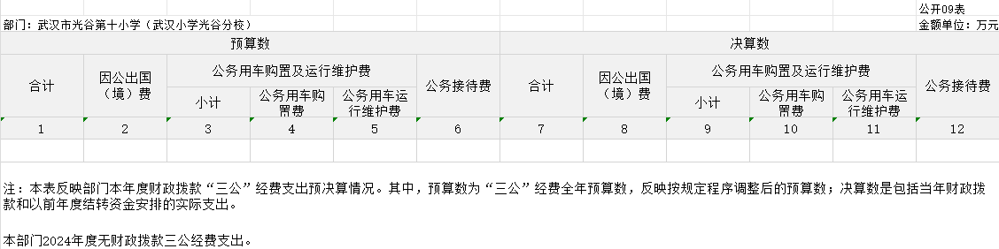 公开09表
部门：武汉市光谷第十小学（武汉小学光谷分校）
金额单位：万元
预算数
决算数
合计
因公出国
（境）费
公务用车购置及运行维护费
公务接待费
合计
因公出国
（境）费
公务用车购置及运行维护费
公务接待费
小计
公务用车购
置费
公务用车运
行维护费
小计
公务用车购
置费
公务用车运
行维护费
1 2 3 4 5 6 7 8 9 10 11 12
注：本表反映部门本年度财政拨款“三公”经费支出预决算情况。其中，预算数为“三公”经费全年预算数，反映按规定程序调整后的预算数；决算数是包括当年财政拨
款和以前年度结转资金安排的实际支出。
本部门2024年度无财政拨款三公经费支出。